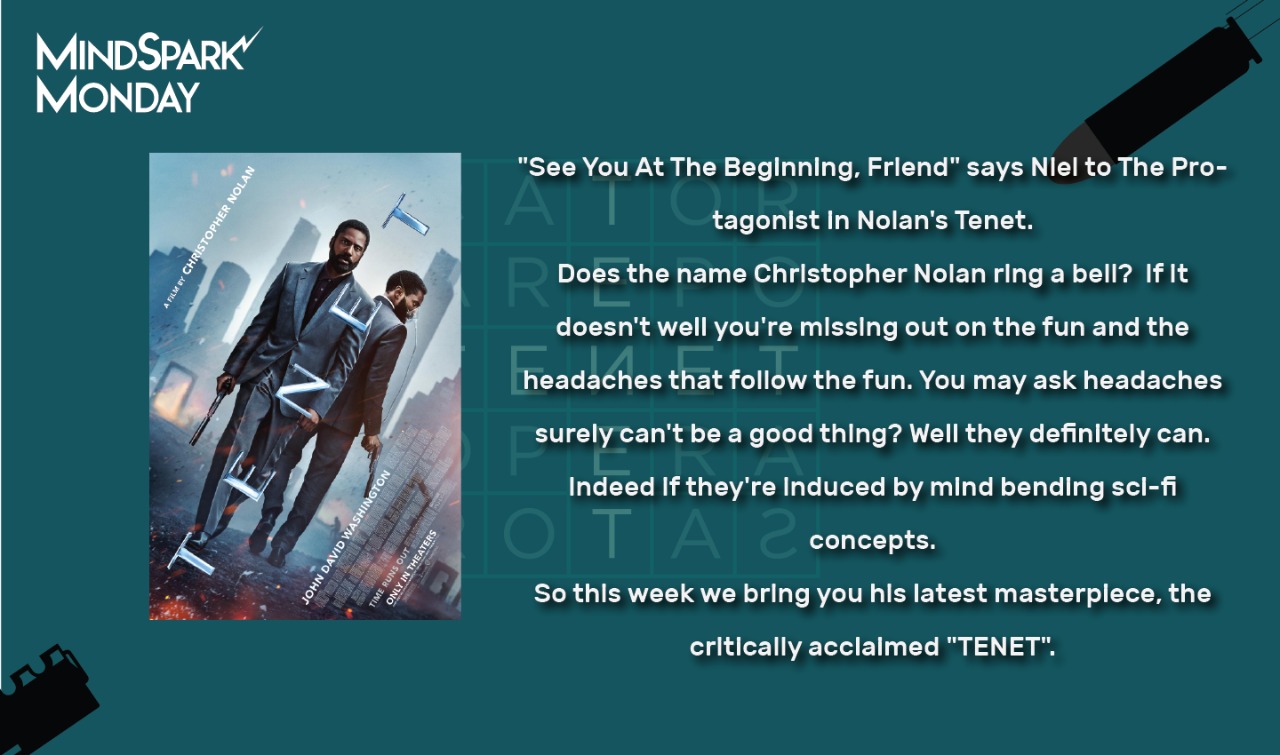 MINDSPARK
MONDAY
A FILM BY CHRISTOPHER NOLAN
TENET
JOHN DAVID WASHINGTON
TIME RUNS OUT
ONLY IN THEATERS
ATOR
AREPO
TENET
OPERA
ROTAS
"See You At The Beginning, Friend" says Niel to The Pro-
tagonist in Nolan's Tenet.
Does the name Christopher Nolan ring a bell?  If it
doesn't well you're missing out on the fun and the
headaches that follow the fun. You may ask headaches
surely can't be a good thing? Well they definitely can.
Indeed if they're induced by mind bending sci-fi
concepts.
So this week we bring you his latest masterpiece, the
critically acclaimed "TENET".